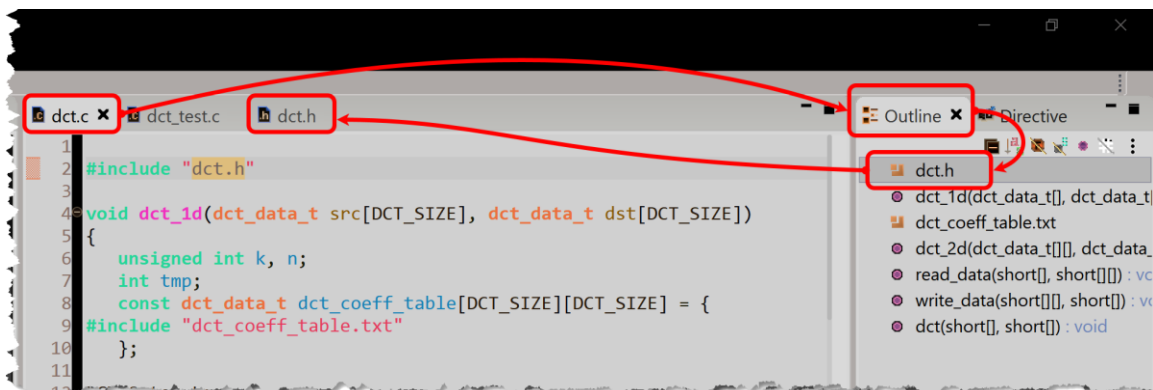 dct.c
dct_test.c
dct.h
Outline
Directive
1
2 #include "dct.h"
3
4 void dct_1d(dct_data_t src[DCT_SIZE], dct_data_t dst[DCT_SIZE])
5 {
6 unsigned int k, n;
7 int tmp;
8 const dct_data_t dct_coeff_table[DCT_SIZE][DCT_SIZE] = {
9 #include "dct_coeff_table.txt"
10 };
11
dct.h
dct_1d(dct_data_t[], dct_data_t[
dct_coeff_table.txt
dct_2d(dct_data_t[][], dct_data_
read_data(short[], short[][]) : vo
write_data(short[][], short[]) : vo
dct(short[], short[]) : void